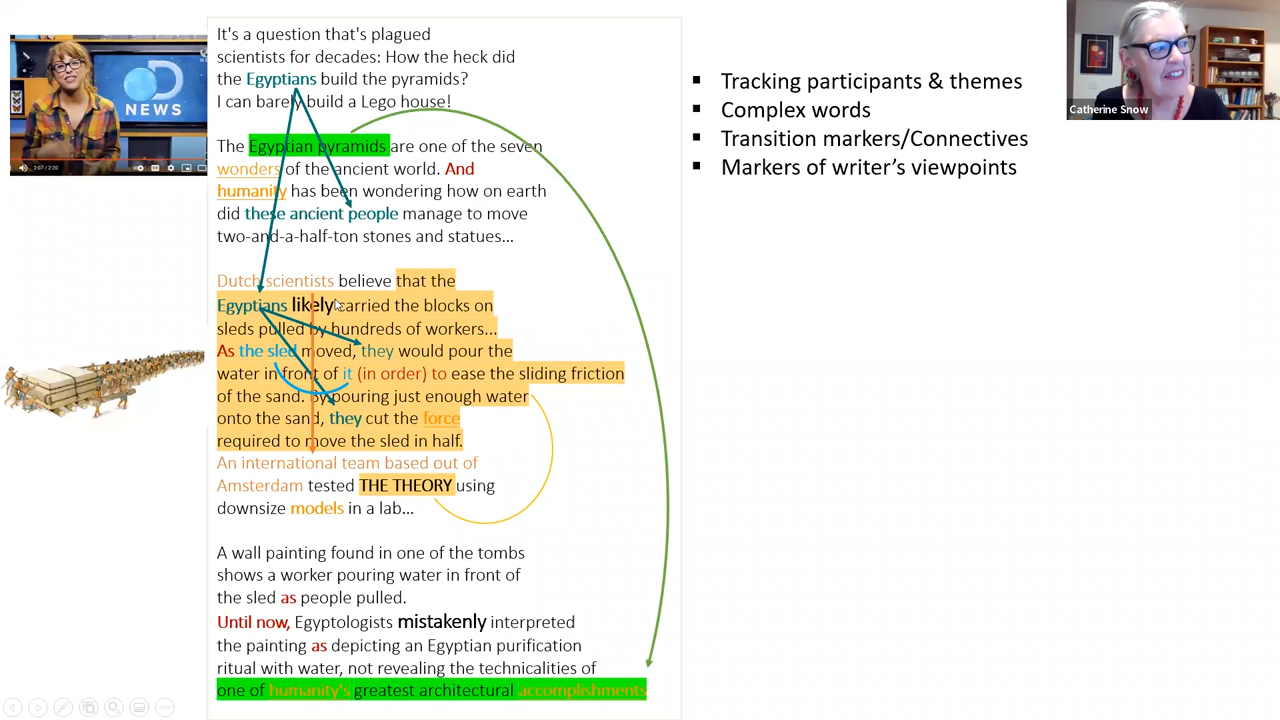 It's a question that's plagued
scientists for decades: How the heck did
the Egyptians build the pyramids?
I can barely build a Lego house!
The Egyptian pyramids are one of the seven
wonders of the ancient world. And
humanity has been wondering how on earth
did these ancient people manage to move
two-and-a-half-ton stones and statues...
Dutch scientists believe that the
Egyptians likely carried the blocks on
sleds pulled by hundreds of workers...
As the sled moved, they would pour the
water in front of it (in order) to ease the sliding friction
of the sand. By pouring just enough water
onto the sand, they cut the force
required to move the sled in half.
An international team based out of
Amsterdam tested THE THEORY using
downsize models in a lab...
A wall painting found in one of the tombs
shows a worker pouring water in front of
the sled as people pulled.
Until now, Egyptologists mistakenly interpreted
the painting as depicting an Egyptian purification
ritual with water, not revealing the technicalities of
one of humanity's greatest architectural accomplishments
D
NEWS
2:07 / 2:20
▪ Tracking participants & themes
▪ Complex words
▪ Transition markers/Connectives
▪ Markers of writer's viewpoints
Catherine Snow